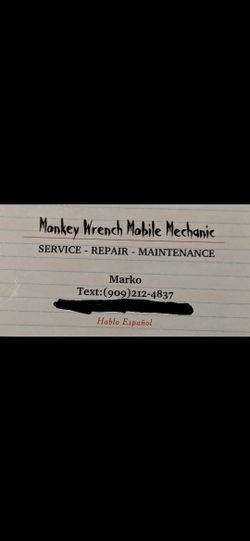 Monkey Wrench Mobile Mechanic
SERVICE - REPAIR - MAINTENANCE
Marko
Text:(909)212-4837
Hablo Español